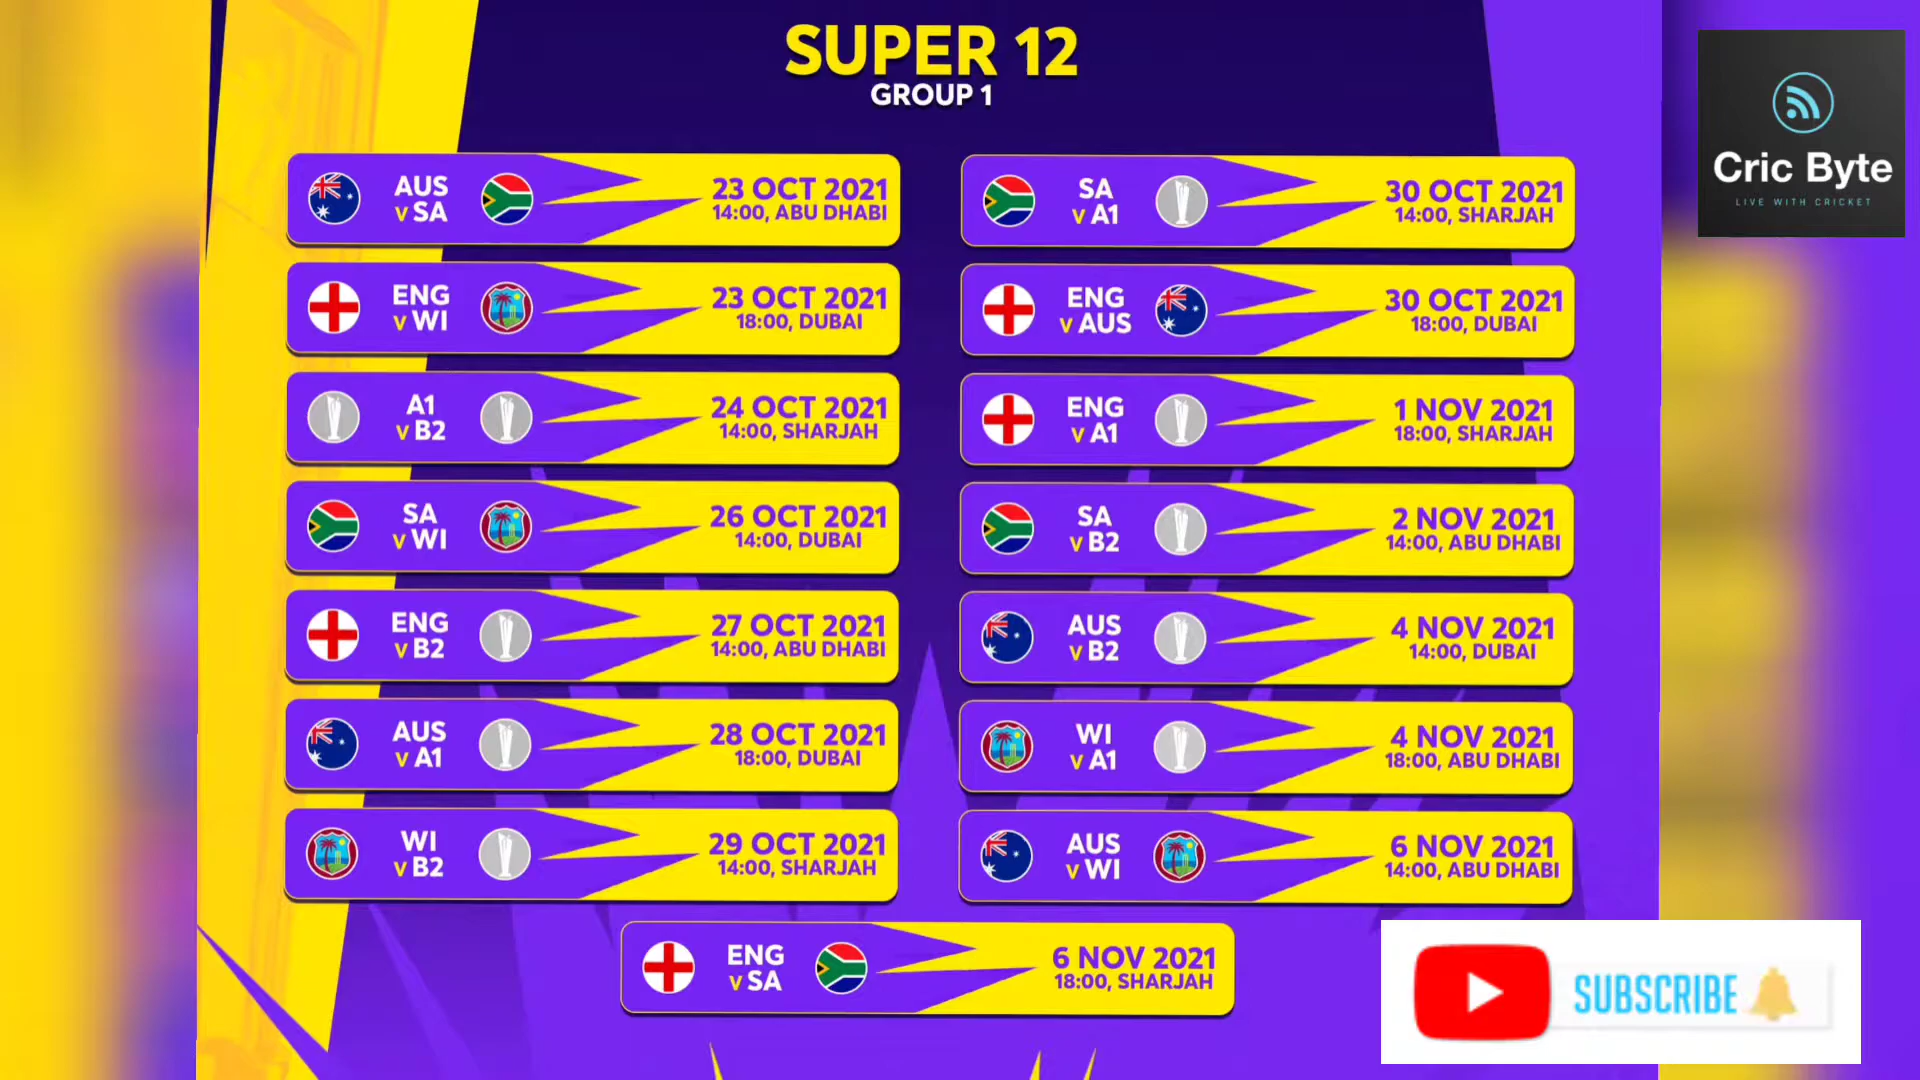 SUPER 12
GROUP 1
AUS
v SA
23 OCT 2021
14:00, ABU DHABI
ENG
v WI
23 OCT 2021
18:00, DUBAI
A1
v B2
24 OCT 2021
14:00, SHARJAH
SA
v WI
26 OCT 2021
14:00, DUBAI
ENG
v B2
27 OCT 2021
14:00, ABU DHABI
AUS
v A1
28 OCT 2021
18:00, DUBAI
WI
v B2
29 OCT 2021
14:00, SHARJAH
SA
v A1
30 OCT 2021
14:00, SHARJAH
ENG
v AUS
30 OCT 2021
18:00, DUBAI
ENG
v A1
1 NOV 2021
18:00, SHARJAH
SA
v B2
2 NOV 2021
14:00, ABU DHABI
AUS
v B2
4 NOV 2021
14:00, DUBAI
WI
v A1
4 NOV 2021
18:00, ABU DHABI
AUS
v WI
6 NOV 2021
14:00, ABU DHABI
ENG
v SA
6 NOV 2021
18:00, SHARJAH
Cric Byte
LIVE WITH CRICKET
SUBSCRIBE